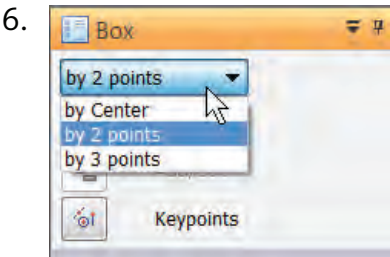 6.
Box
by 2 points
by Center
by 2 points
by 3 points
Keypoints